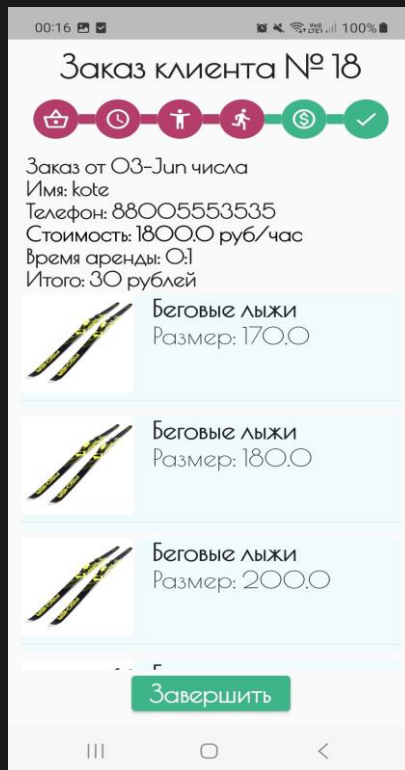 00:16
100%
Заказ клиента № 18
Заказ от 03-Jun числа
Имя: kote
Телефон: 88005553535
Стоимость: 1800.0 руб/час
Время аренды: 0:1
Итого: 30 рублей
Беговые лыжи
Размер: 170.0
Беговые лыжи
Размер: 180.0
Беговые лыжи
Размер: 200.0
Завершить